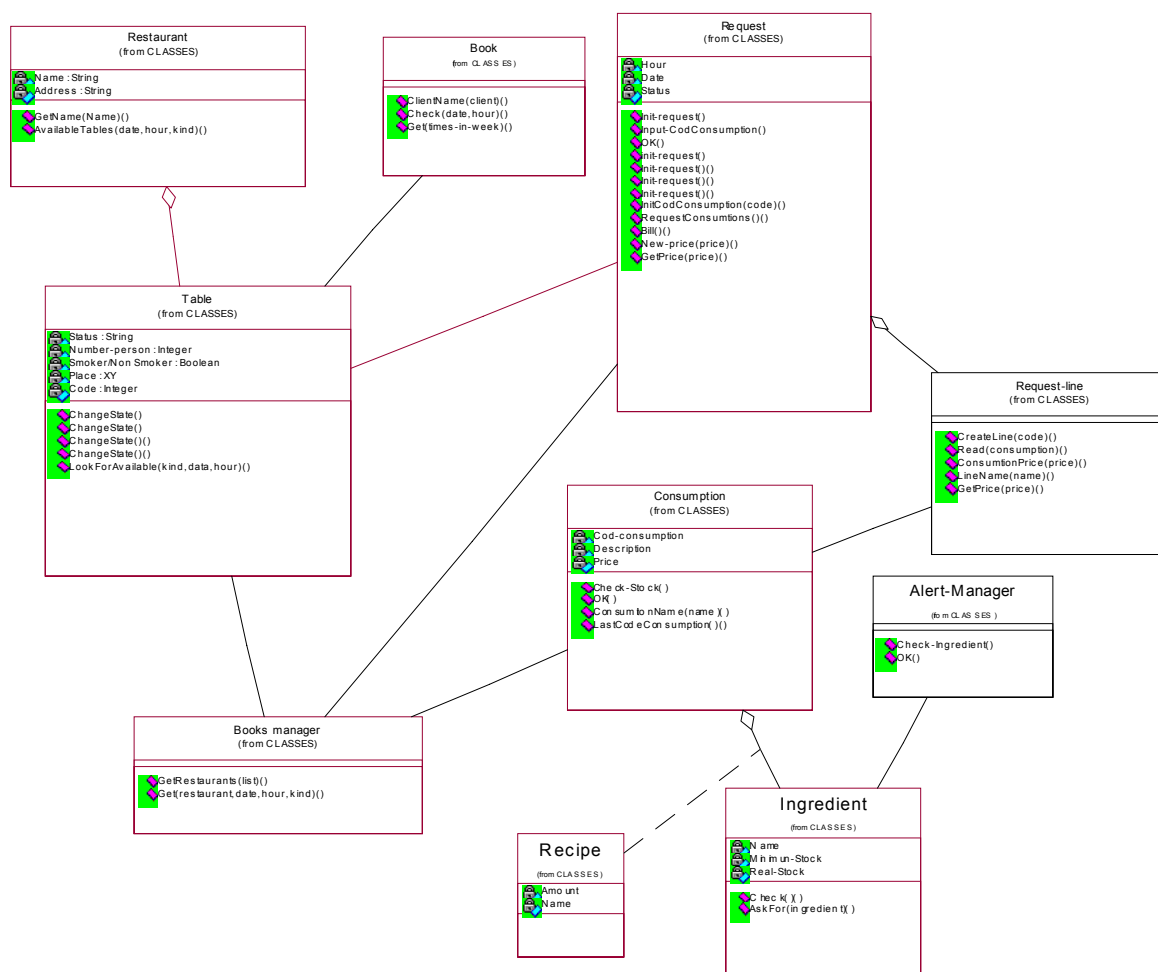 Restaurant
(from CLASSES)
Name : String
Address : String
GetName(Name)()
AvailableTables(date,hour,kind)()
Book
(from CLASSES)
ClientName(client)()
Check(date,hour)()
Get(times-in-week)()
Request
(from CLASSES)
Hour
Date
Status
Init-request()
Input-CodConsumption()
OK()
init-request()
Init-request()()
Init-request()()
Init-request()()
InitCodConsumption(code)()
RequestConsumtions()()
Bill()()
New-price(price)()
GetPrice(price)()
Table
(from CLASSES)
Status : String
Number-person : Integer
Smoker/Non Smoker : Boolean
Place : XY
Code : Integer
ChangeState()
ChangeState()
ChangeState()()
ChangeState()()
LookForAvailable(kind,data,hour)()
Request-line
(from CLASSES)
CreateLine(code)()
Read(consumption)()
ConsumtionPrice(price)()
LineName(name)()
GetPrice(price)()
Consumption
(from CLASSES)
Cod-consumption
Description
Price
Check-Stock()
OK()
ConsumtionName(name)()
LastCodeConsumption()()
Alert-Manager
(from CLASSES)
Check-Ingredient()
OK()
Books manager
(from CLASSES)
GetRestaurants(list)()
Get(restaurant,date,hour,kind)()
Recipe
(from CLASSES)
Amount
Name
Ingredient
(from CLASSES)
Name
Minimun-Stock
Real-Stock
Check()()
AskFor(ingredient)()